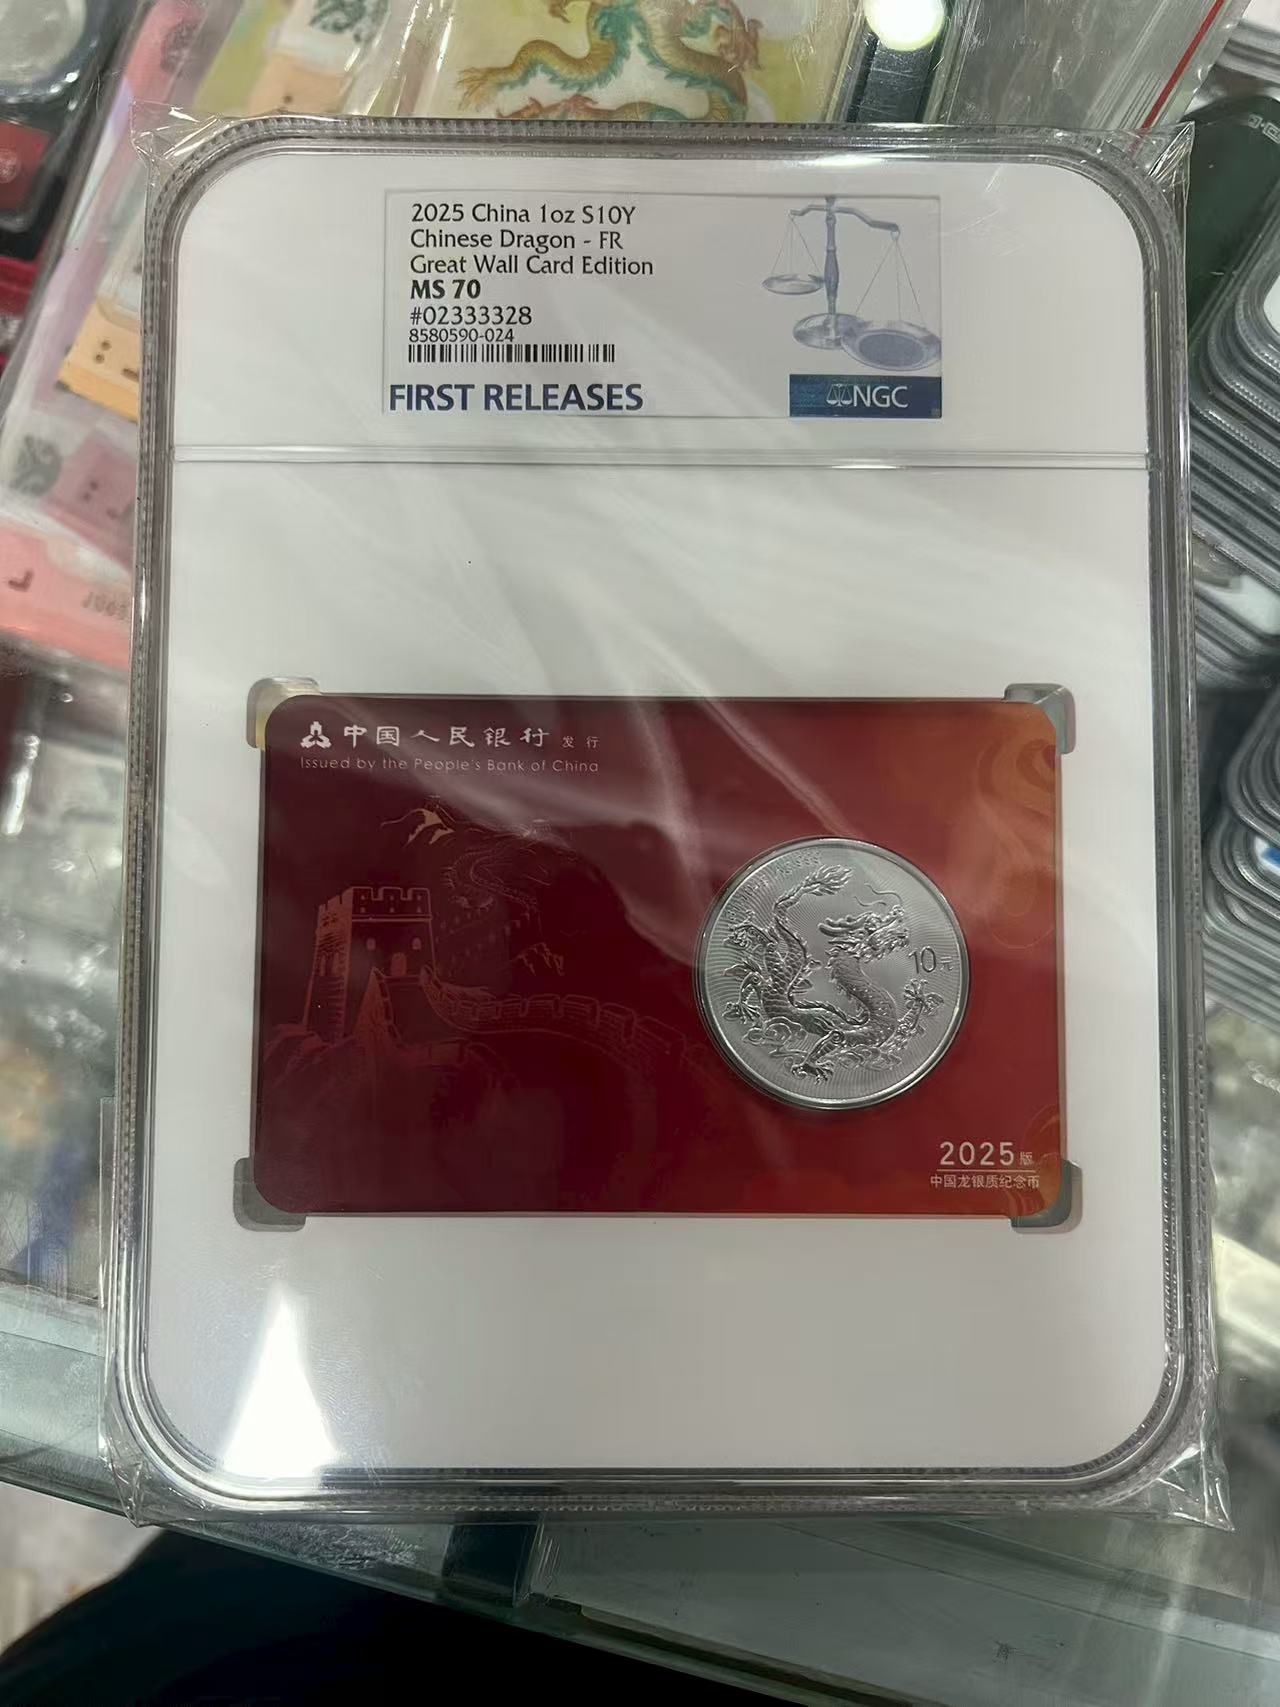 2025 China 1oz S10Y
Chinese Dragon - FR
Great Wall Card Edition
MS 70
#02333328
8580590-024
FIRST RELEASES
NGC
中国人民银行 发行
Issued by the People's Bank of China
10元
2025版
中国龙银质纪念币